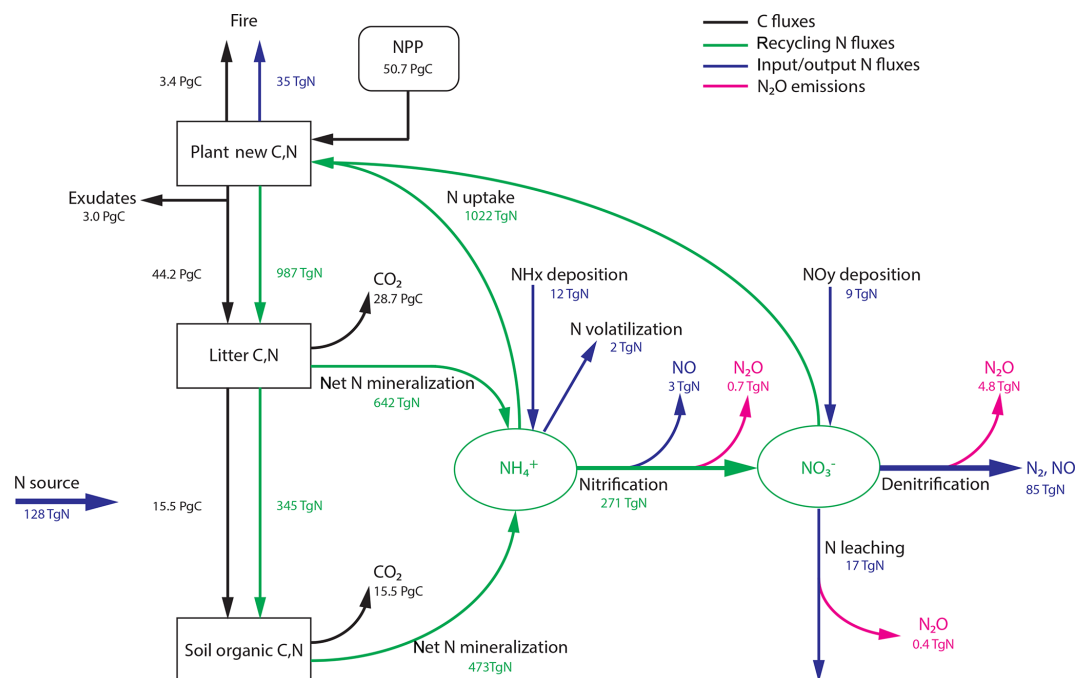 Fire
3.4 PgC
35 TgN
NPP
50.7 PgC
C fluxes
Recycling N fluxes
Input/output N fluxes
N₂O emissions
Plant new C,N
Exudates
3.0 PgC
N uptake
1022 TgN
44.2 PgC
987 TgN
CO₂
28.7 PgC
NHx deposition
12 TgN
NOy deposition
9 TgN
N volatilization
2 TgN
Litter C,N
Net N mineralization
642 TgN
NO
3 TgN
N₂O
0.7 TgN
N₂O
4.8 TgN
NH₄⁺
Nitrification
271 TgN
NO₃⁻
Denitrification
N₂, NO
85 TgN
N source
128 TgN
15.5 PgC
345 TgN
N leaching
17 TgN
CO₂
15.5 PgC
Soil organic C,N
Net N mineralization
473TgN
N₂O
0.4 TgN